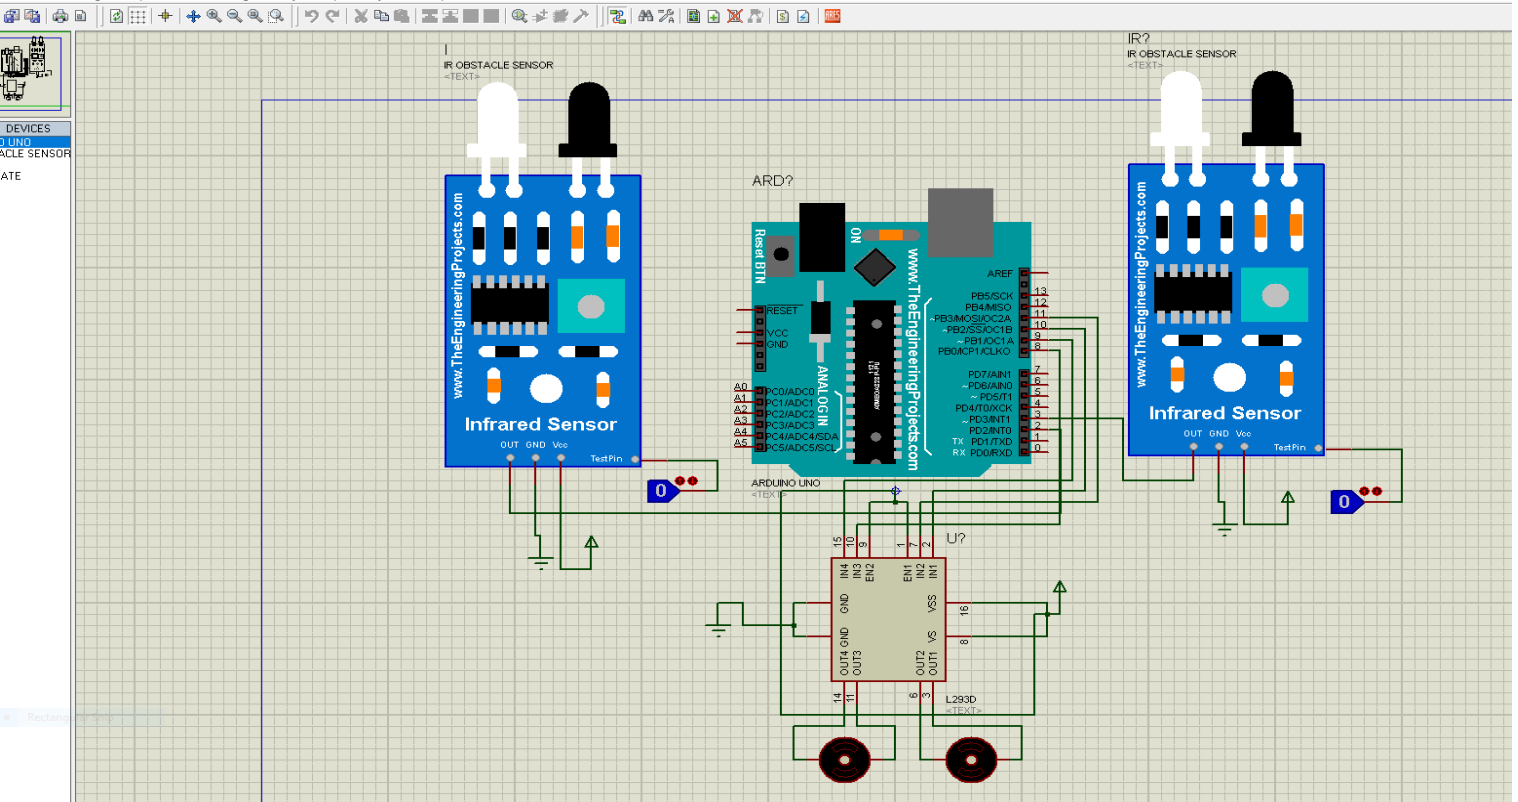 DEVICES
O UNO
ACLE SENSOR
ATE
ARES
I
IR OBSTACLE SENSOR
<TEXT>
www.TheEngineeringProjects.com
Infrared Sensor
OUT GND Vcc
TestPin
0
ARD?
Reset BTN
ON
www.TheEngineeringProjects.com
RESET
VCC
GND
ANALOG IN
A0 PC0/ADC0
A1 PC1/ADC1
A2 PC2/ADC2
A3 PC3/ADC3
A4 PC4/ADC4/SDA
A5 PC5/ADC5/SCL
AREF
PB5/SCK 13
PB4/MISO 12
~PB3/MOSI/OC2A 11
~PB2/SS/OC1B 10
~PB1/OC1A 9
PB0/ICP1/CLKO 8
PD7/AIN1 7
~PD6/AIN0 6
~PD5/T1 5
PD4/T0/XCK 4
~PD3/INT1 3
PD2/INT0 2
TX PD1/TXD 1
RX PD0/RXD 0
ARDUINO UNO
<TEXT>
IR?
IR OBSTACLE SENSOR
<TEXT>
www.TheEngineeringProjects.com
Infrared Sensor
OUT GND Vcc
TestPin
0
U?
15 10 9 1 7 2
IN4 IN3 EN2 EN1 IN2 IN1
GND VSS 16
GND VS 8
OUT4 OUT3 OUT2 OUT1
14 11 6 3
L293D
<TEXT>